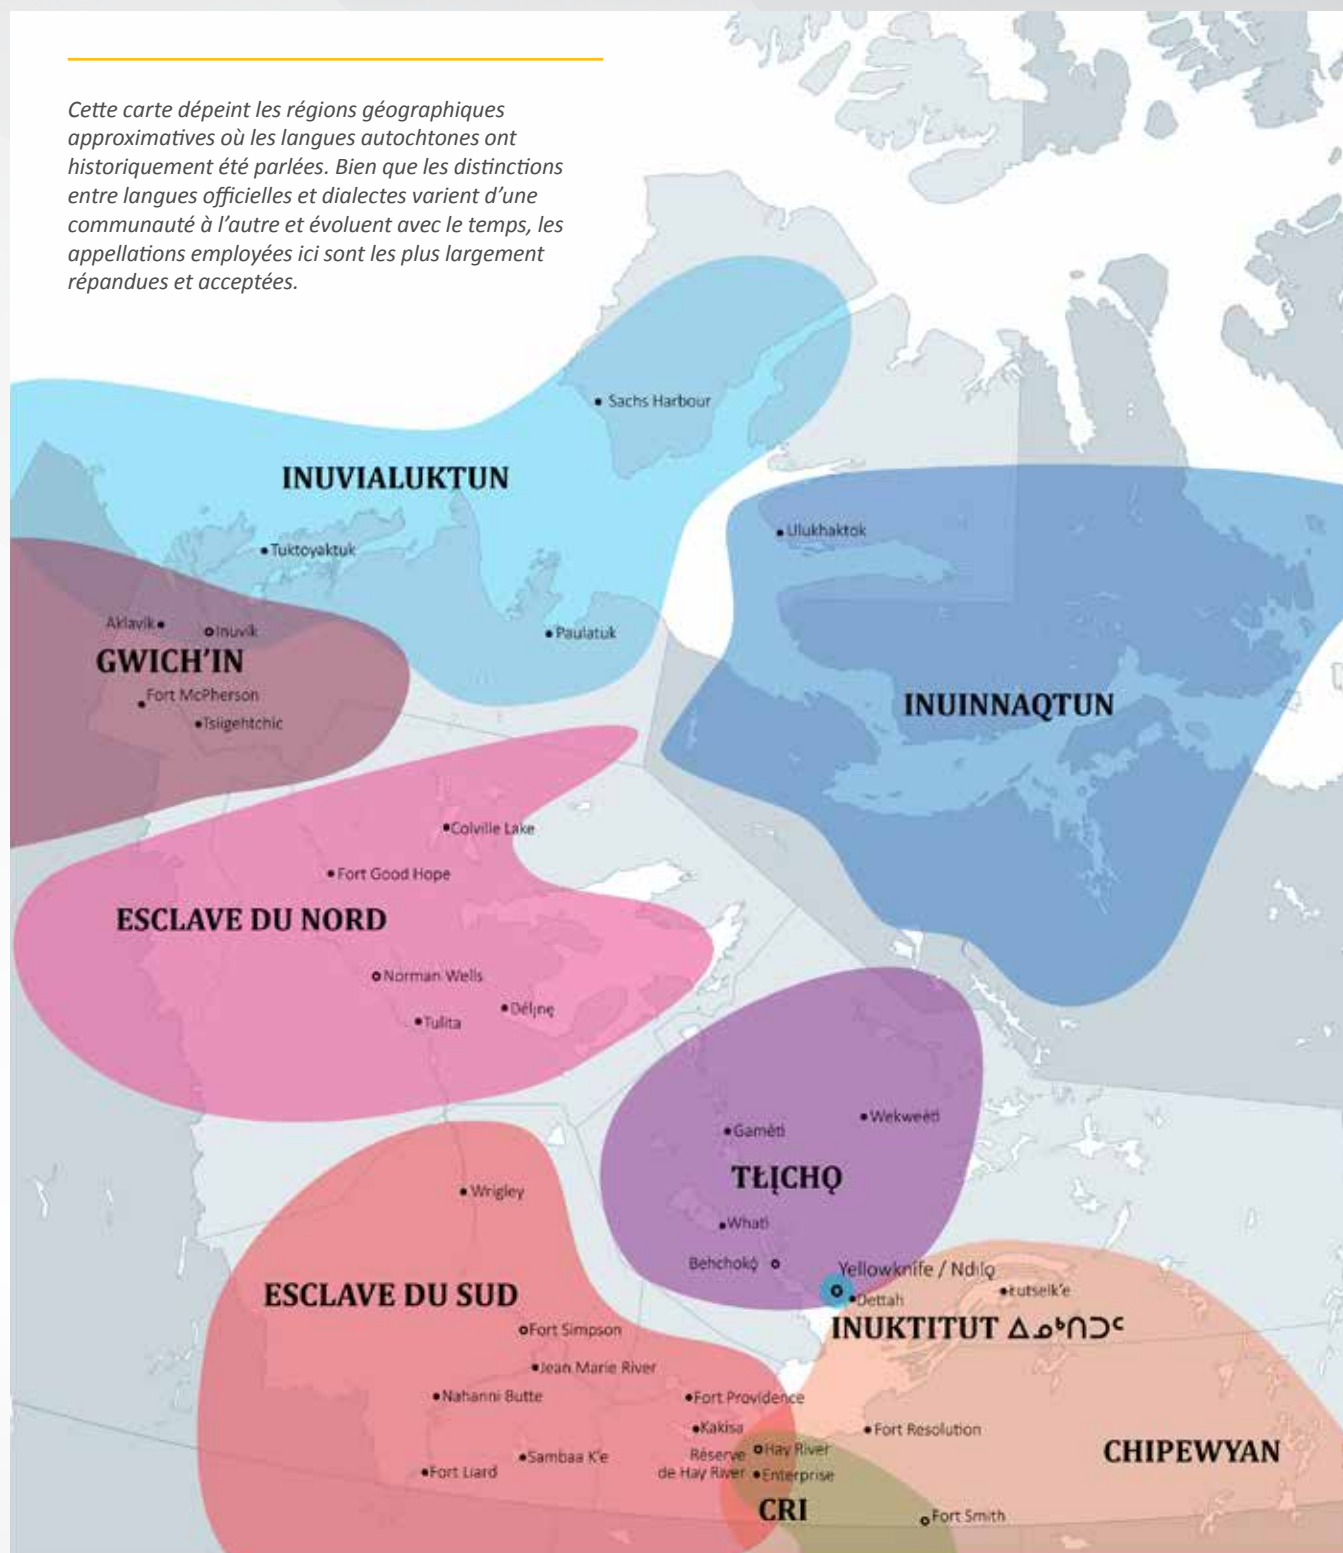 Cette carte dépeint les régions géographiques
approximatives où les langues autochtones ont
historiquement été parlées. Bien que les distinctions
entre langues officielles et dialectes varient d’une
communauté à l’autre et évoluent avec le temps, les
appellations employées ici sont les plus largement
répandues et acceptées.
Sachs Harbour
INUVIALUKTUN
Ulukhaktok
Tuktoyaktuk
Aklavik
Inuvik
Paulatuk
GWICH’IN
Fort McPherson
INUINNAQTUN
Tsiigehtchic
Colville Lake
Fort Good Hope
ESCLAVE DU NORD
Norman Wells
Délı̨nę
Tulita
Wekweètì
Gamètì
TŁĮCHǪ
Wrigley
Whatì
Behchokǫ̀
Yellowknife / Ndilǫ
Łutselk’e
ESCLAVE DU SUD
Dettah
INUKTITUT ᐃᓄᒃᑎᑐᑦ
Fort Simpson
Jean Marie River
Nahanni Butte
Fort Providence
Kakisa
Fort Resolution
Réserve
de Hay River
Hay River
CHIPEWYAN
Sambaa K’e
Fort Liard
Enterprise
CRI
Fort Smith